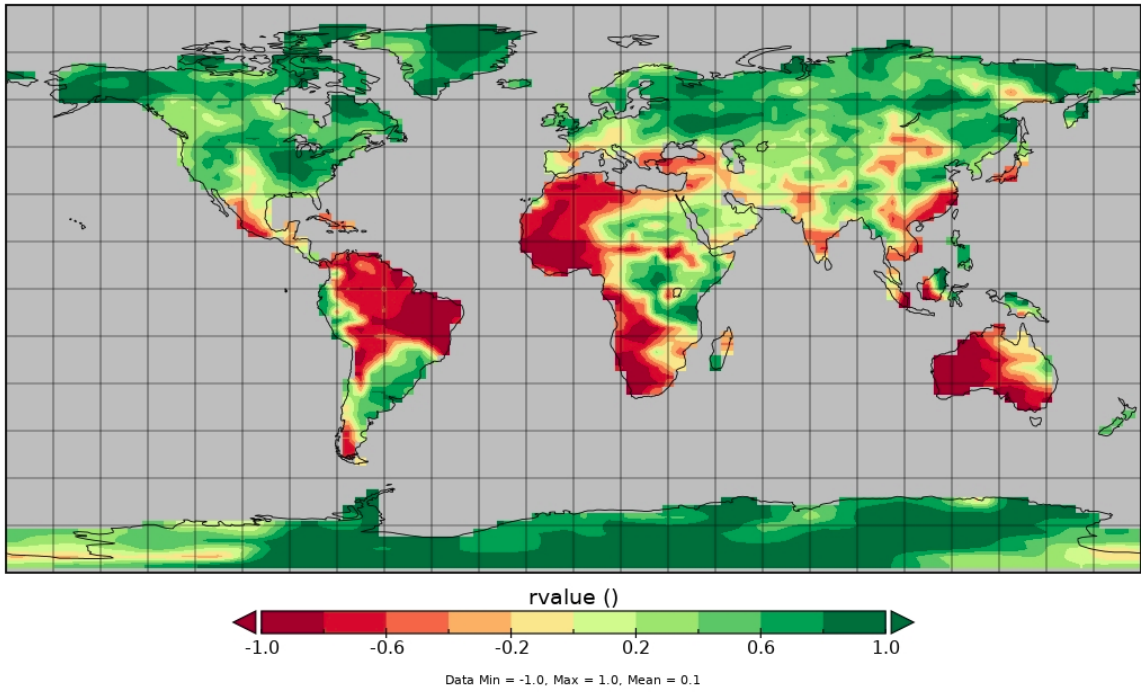 rvalue ()
-1.0 -0.6 -0.2 0.2 0.6 1.0
Data Min = -1.0, Max = 1.0, Mean = 0.1